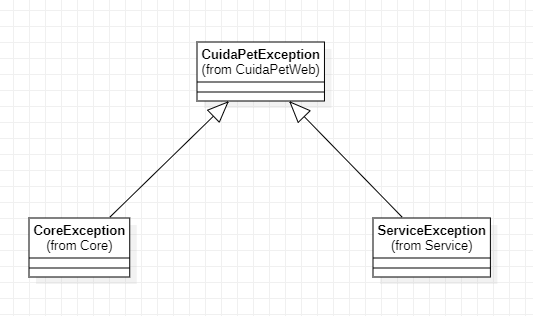 CuidaPetException
(from CuidaPetWeb)
CoreException
(from Core)
ServiceException
(from Service)